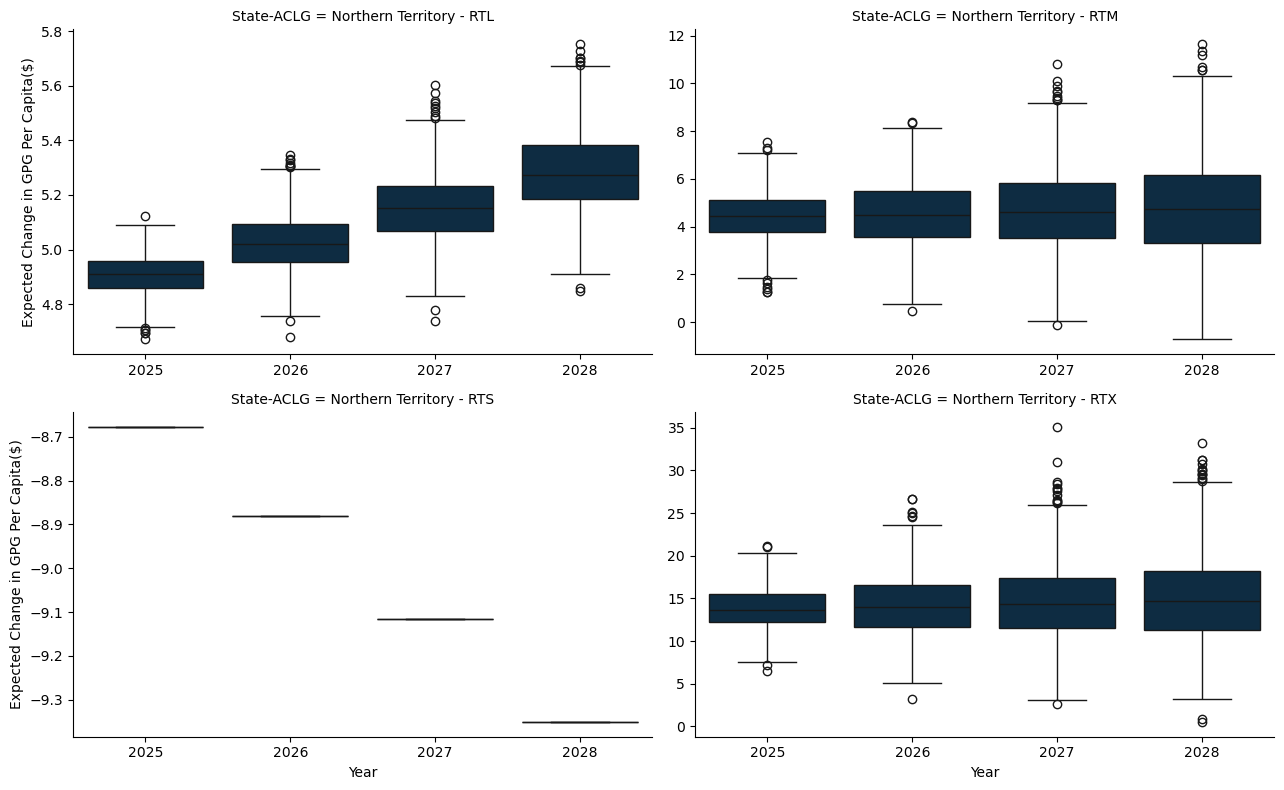 State-ACLG = Northern Territory - RTL
Expected Change in GPG Per Capita($)
5.8
5.6
5.4
5.2
5.0
4.8
2025 2026 2027 2028
State-ACLG = Northern Territory - RTM
12
10
8
6
4
2
0
2025 2026 2027 2028
State-ACLG = Northern Territory - RTS
Expected Change in GPG Per Capita($)
−8.7
−8.8
−8.9
−9.0
−9.1
−9.2
−9.3
2025 2026 2027 2028
Year
State-ACLG = Northern Territory - RTX
35
30
25
20
15
10
5
0
2025 2026 2027 2028
Year